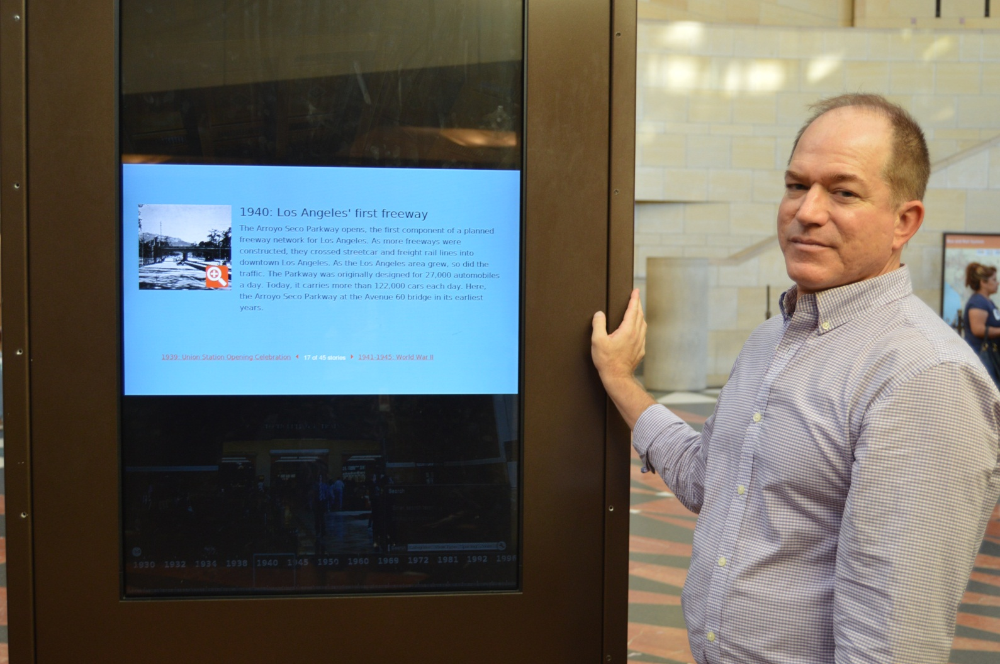 1940: Los Angeles' first freeway
The Arroyo Seco Parkway opens, the first component of a planned
freeway network for Los Angeles. As more freeways were
constructed, they crossed streetcar and freight rail lines into
downtown Los Angeles. As the Los Angeles area grew, so did the
traffic. The Parkway was originally designed for 27,000 automobiles
a day. Today, it carries more than 122,000 cars each day. Here,
the Arroyo Seco Parkway at the Avenue 60 bridge in its earliest
years.
1939: Union Station Opening Celebration 17 of 45 stories 1941-1945: World War II
Search
Search
1930 1932 1934 1938 1940 1945 1950 1960 1969 1972 1981 1992 1998